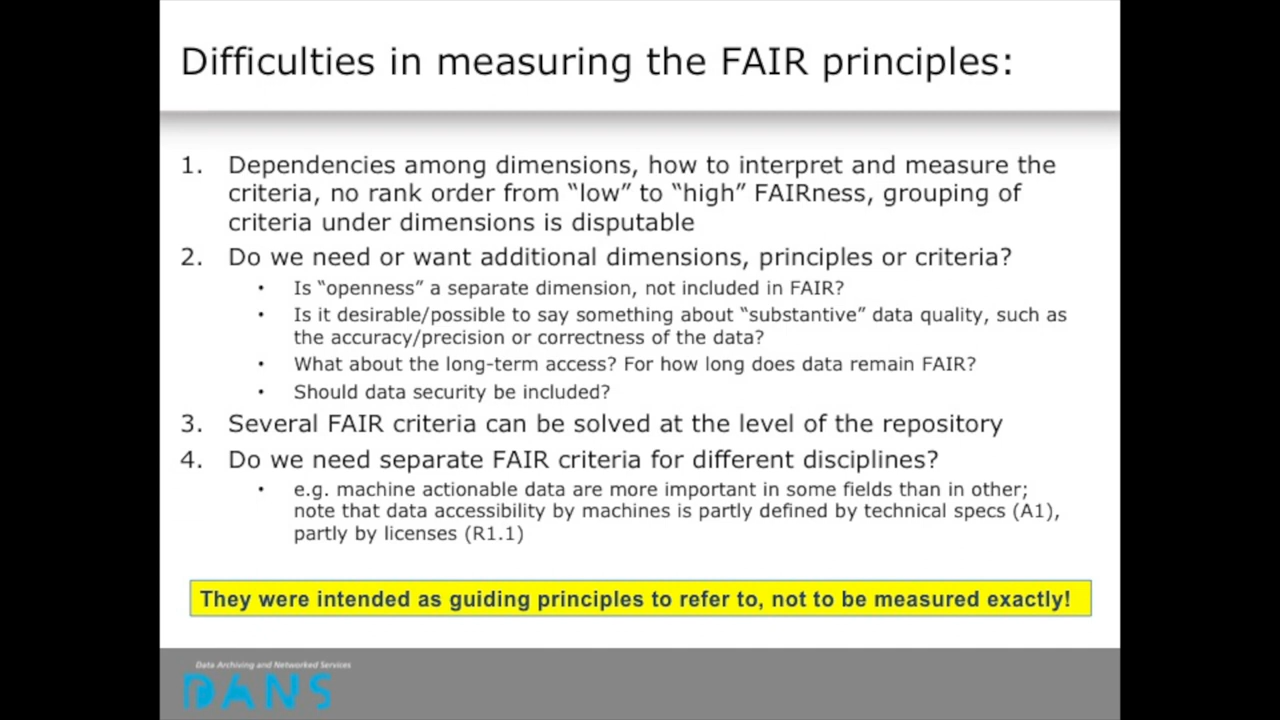 Difficulties in measuring the FAIR principles:
1. Dependencies among dimensions, how to interpret and measure the
criteria, no rank order from “low” to “high” FAIRness, grouping of
criteria under dimensions is disputable
2. Do we need or want additional dimensions, principles or criteria?
• Is “openness” a separate dimension, not included in FAIR?
• Is it desirable/possible to say something about “substantive” data quality, such as
the accuracy/precision or correctness of the data?
• What about the long-term access? For how long does data remain FAIR?
• Should data security be included?
3. Several FAIR criteria can be solved at the level of the repository
4. Do we need separate FAIR criteria for different disciplines?
• e.g. machine actionable data are more important in some fields than in other;
note that data accessibility by machines is partly defined by technical specs (A1),
partly by licenses (R1.1)
They were intended as guiding principles to refer to, not to be measured exactly!
Data Archiving and Networked Services
DANS